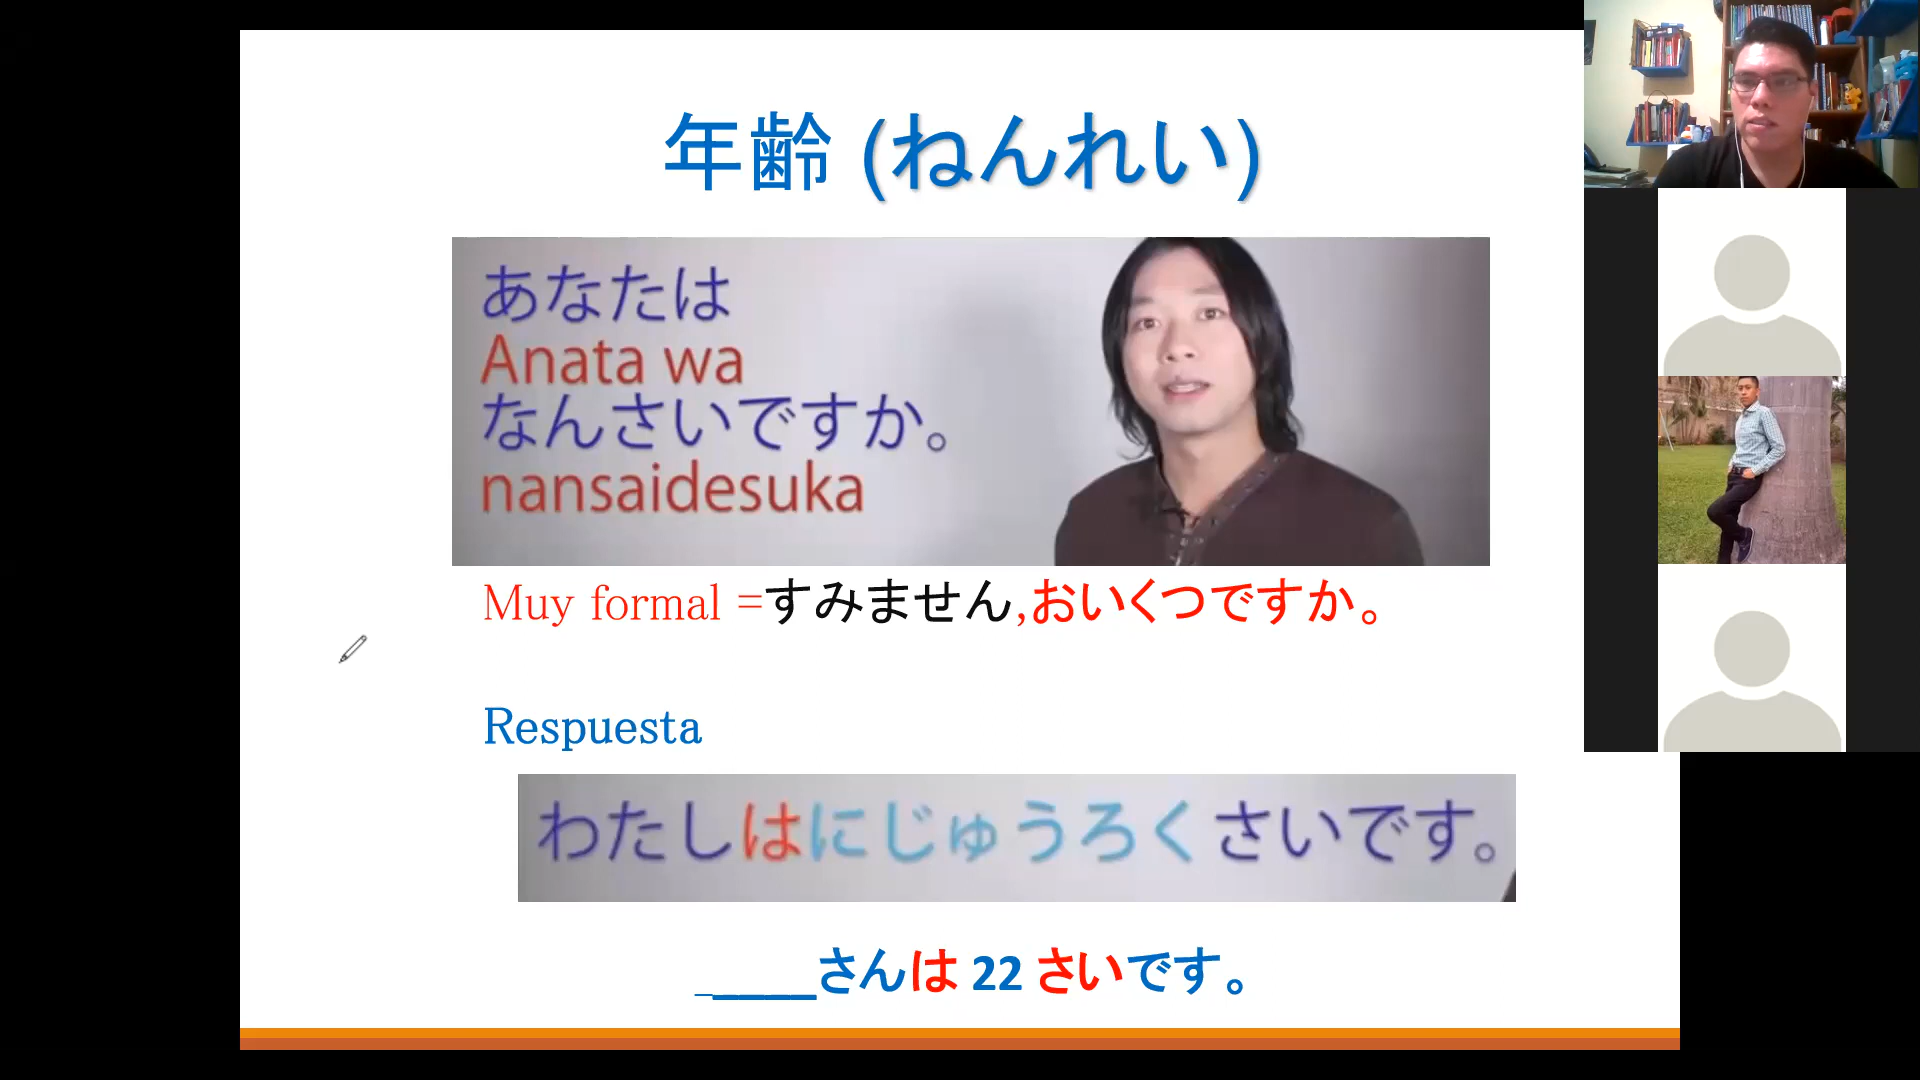 年齢 (ねんれい)
あなたは
Anata wa
なんさいですか。
nansaidesuka
Muy formal =すみません,おいくつですか。
Respuesta
わたしはにじゅうろくさいです。
_____さんは 22 さいです。